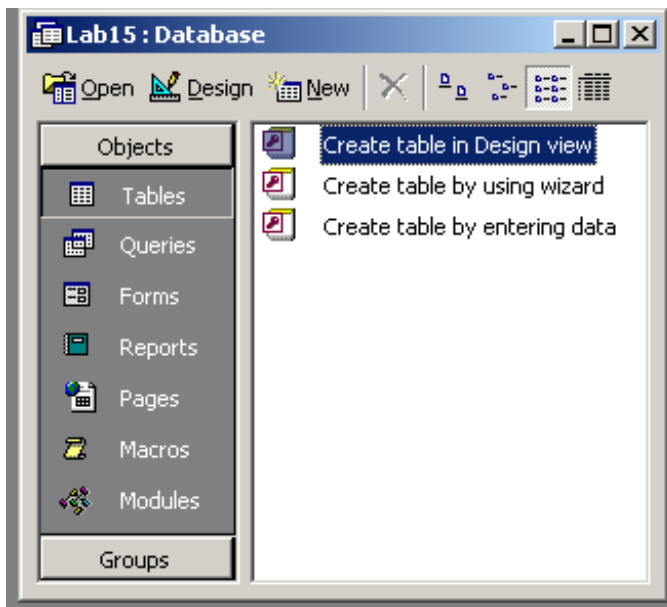 Lab15 : Database
Open Design New
Objects
Tables
Queries
Forms
Reports
Pages
Macros
Modules
Groups
Create table in Design view
Create table by using wizard
Create table by entering data